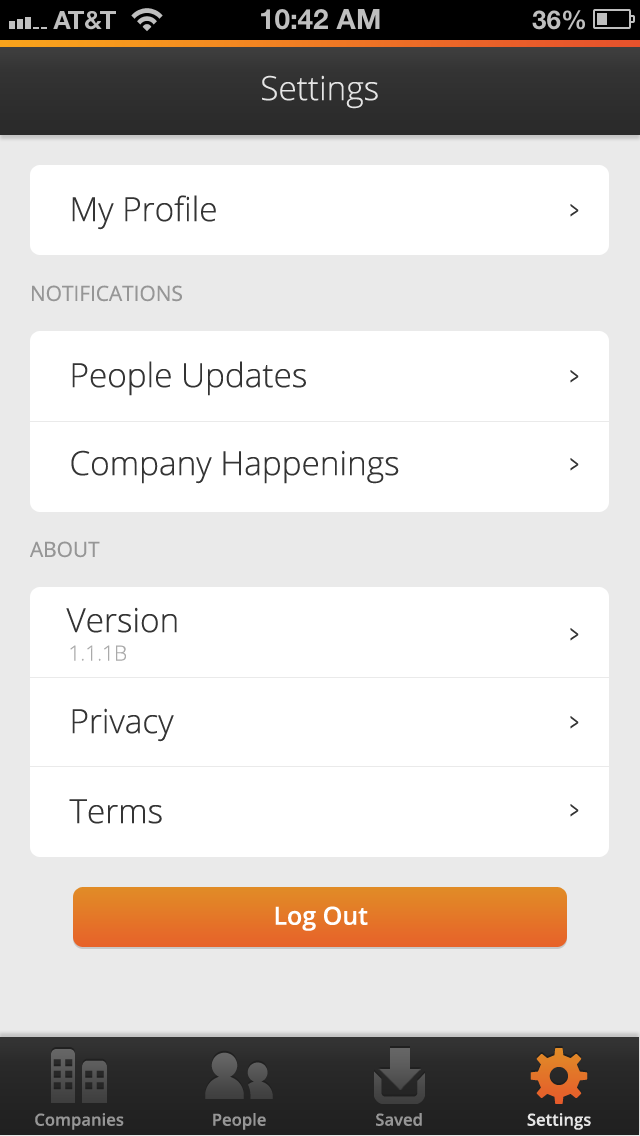 AT&T 10:42 AM 36%
Settings
My Profile
NOTIFICATIONS
People Updates
Company Happenings
ABOUT
Version
1.1.1B
Privacy
Terms
Log Out
Companies People Saved Settings